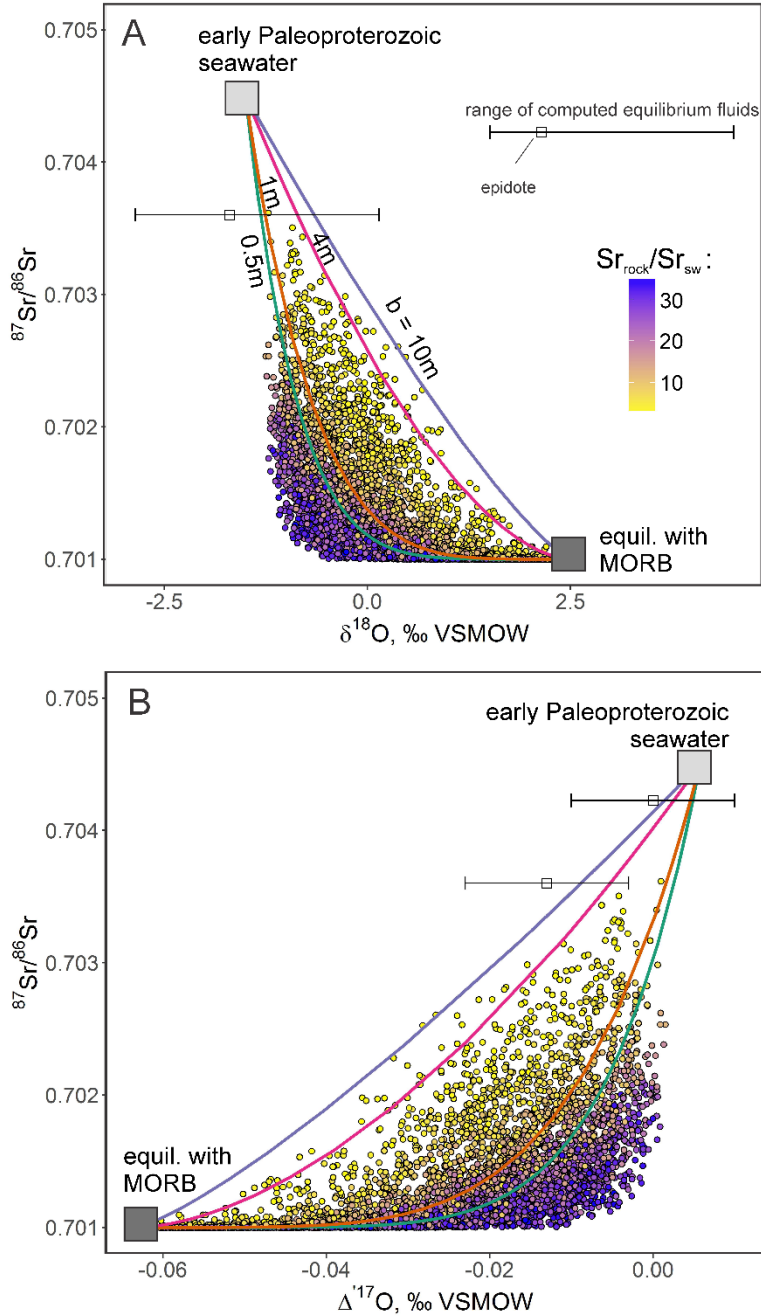 A
early Paleoproterozoic
seawater
range of computed equilibrium fluids
epidote
1m
4m
0.5m
b = 10m
Sr_rock/Sr_sw :
30
20
10
equil. with
MORB
0.705
0.704
0.703
0.702
0.701
⁸⁷Sr/⁸⁶Sr
-2.5
0.0
2.5
δ¹⁸O, ‰ VSMOW
B
early Paleoproterozoic
seawater
equil. with
MORB
0.705
0.704
0.703
0.702
0.701
⁸⁷Sr/⁸⁶Sr
-0.06
-0.04
-0.02
0.00
Δ'¹⁷O, ‰ VSMOW